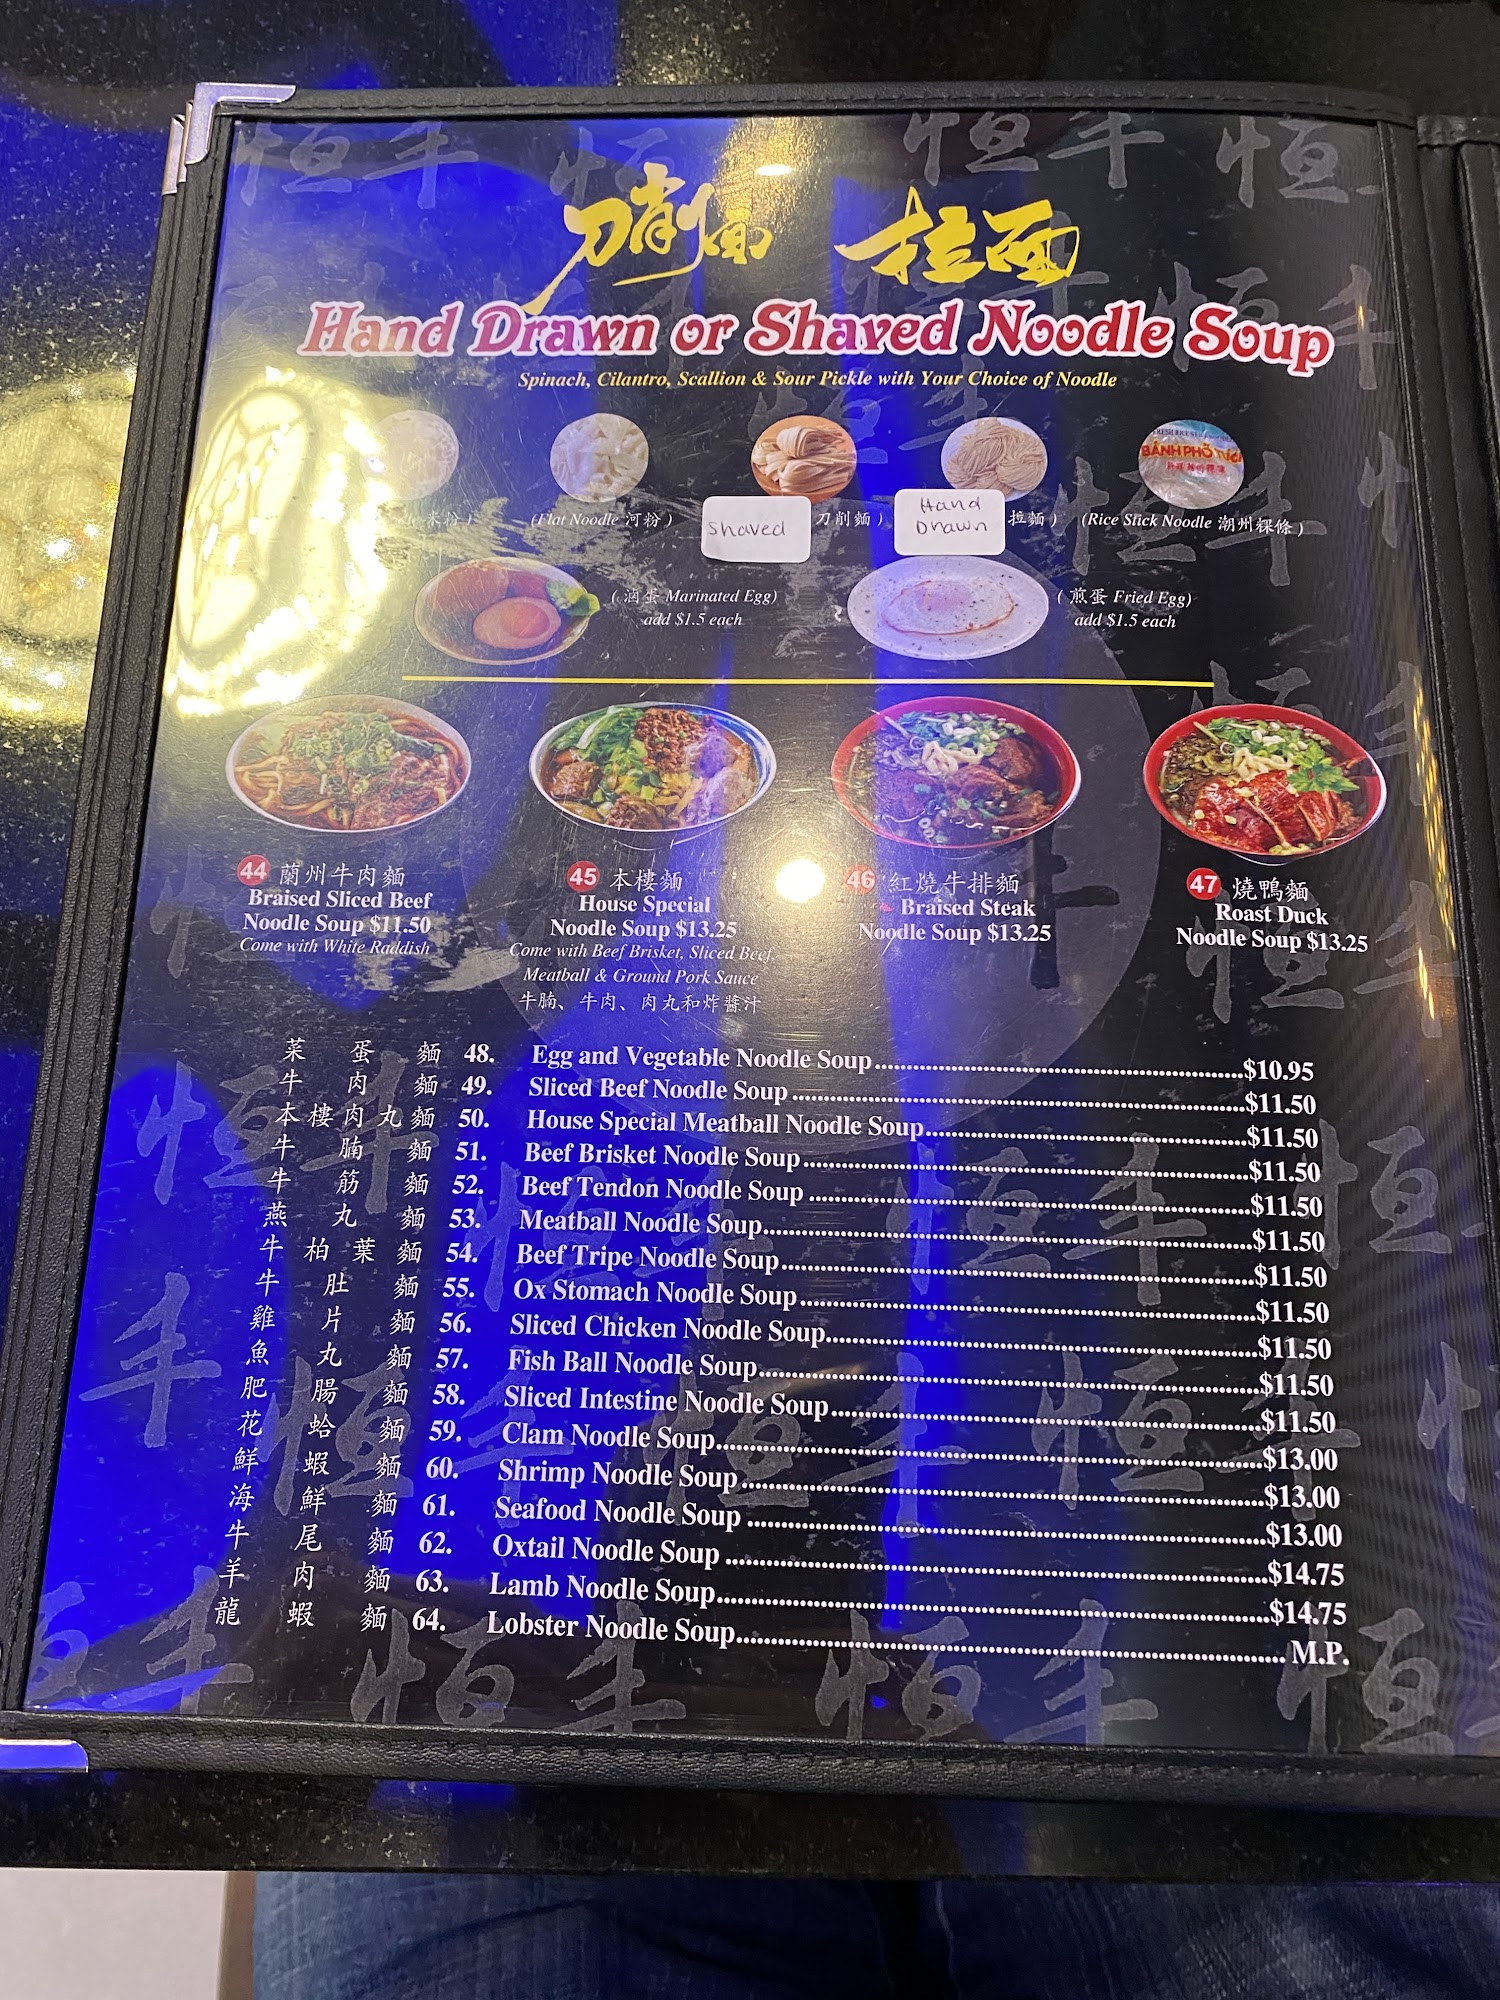 刀削面 拉面
Hand Drawn or Shaved Noodle Soup
Spinach, Cilantro, Scallion & Sour Pickle with Your Choice of Noodle
FRESH RICE STICK NOODLE
BÁNH PHỞ TƯƠI
米粉 )
(Flat Noodle 河粉 )
Shaved
刀削麵 )
Hand
Drawn
拉麵 )
(Rice Stick Noodle 潮州粿條 )
( 滷蛋 Marinated Egg)
add $1.5 each
( 煎蛋 Fried Egg)
add $1.5 each
44 蘭州牛肉麵
Braised Sliced Beef
Noodle Soup $11.50
Come with White Raddish
45 本樓麵
House Special
Noodle Soup $13.25
Come with Beef Brisket, Sliced Beef,
Meatball & Ground Pork Sauce
牛腩、牛肉、肉丸和炸醬汁
46 紅燒牛排麵
Braised Steak
Noodle Soup $13.25
47 燒鴨麵
Roast Duck
Noodle Soup $13.25
菜蛋麵 48. Egg and Vegetable Noodle Soup $10.95
牛肉麵 49. Sliced Beef Noodle Soup $11.50
本樓肉丸麵 50. House Special Meatball Noodle Soup $11.50
牛腩麵 51. Beef Brisket Noodle Soup $11.50
牛筋麵 52. Beef Tendon Noodle Soup $11.50
燕丸麵 53. Meatball Noodle Soup $11.50
牛柏葉麵 54. Beef Tripe Noodle Soup $11.50
牛肚麵 55. Ox Stomach Noodle Soup $11.50
雞片麵 56. Sliced Chicken Noodle Soup $11.50
魚丸麵 57. Fish Ball Noodle Soup $11.50
肥腸麵 58. Sliced Intestine Noodle Soup $11.50
花蛤麵 59. Clam Noodle Soup $13.00
鮮蝦麵 60. Shrimp Noodle Soup $13.00
海鮮麵 61. Seafood Noodle Soup $13.00
牛尾麵 62. Oxtail Noodle Soup $14.75
羊肉麵 63. Lamb Noodle Soup $14.75
龍蝦麵 64. Lobster Noodle Soup M.P.